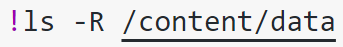 !ls -R /content/data